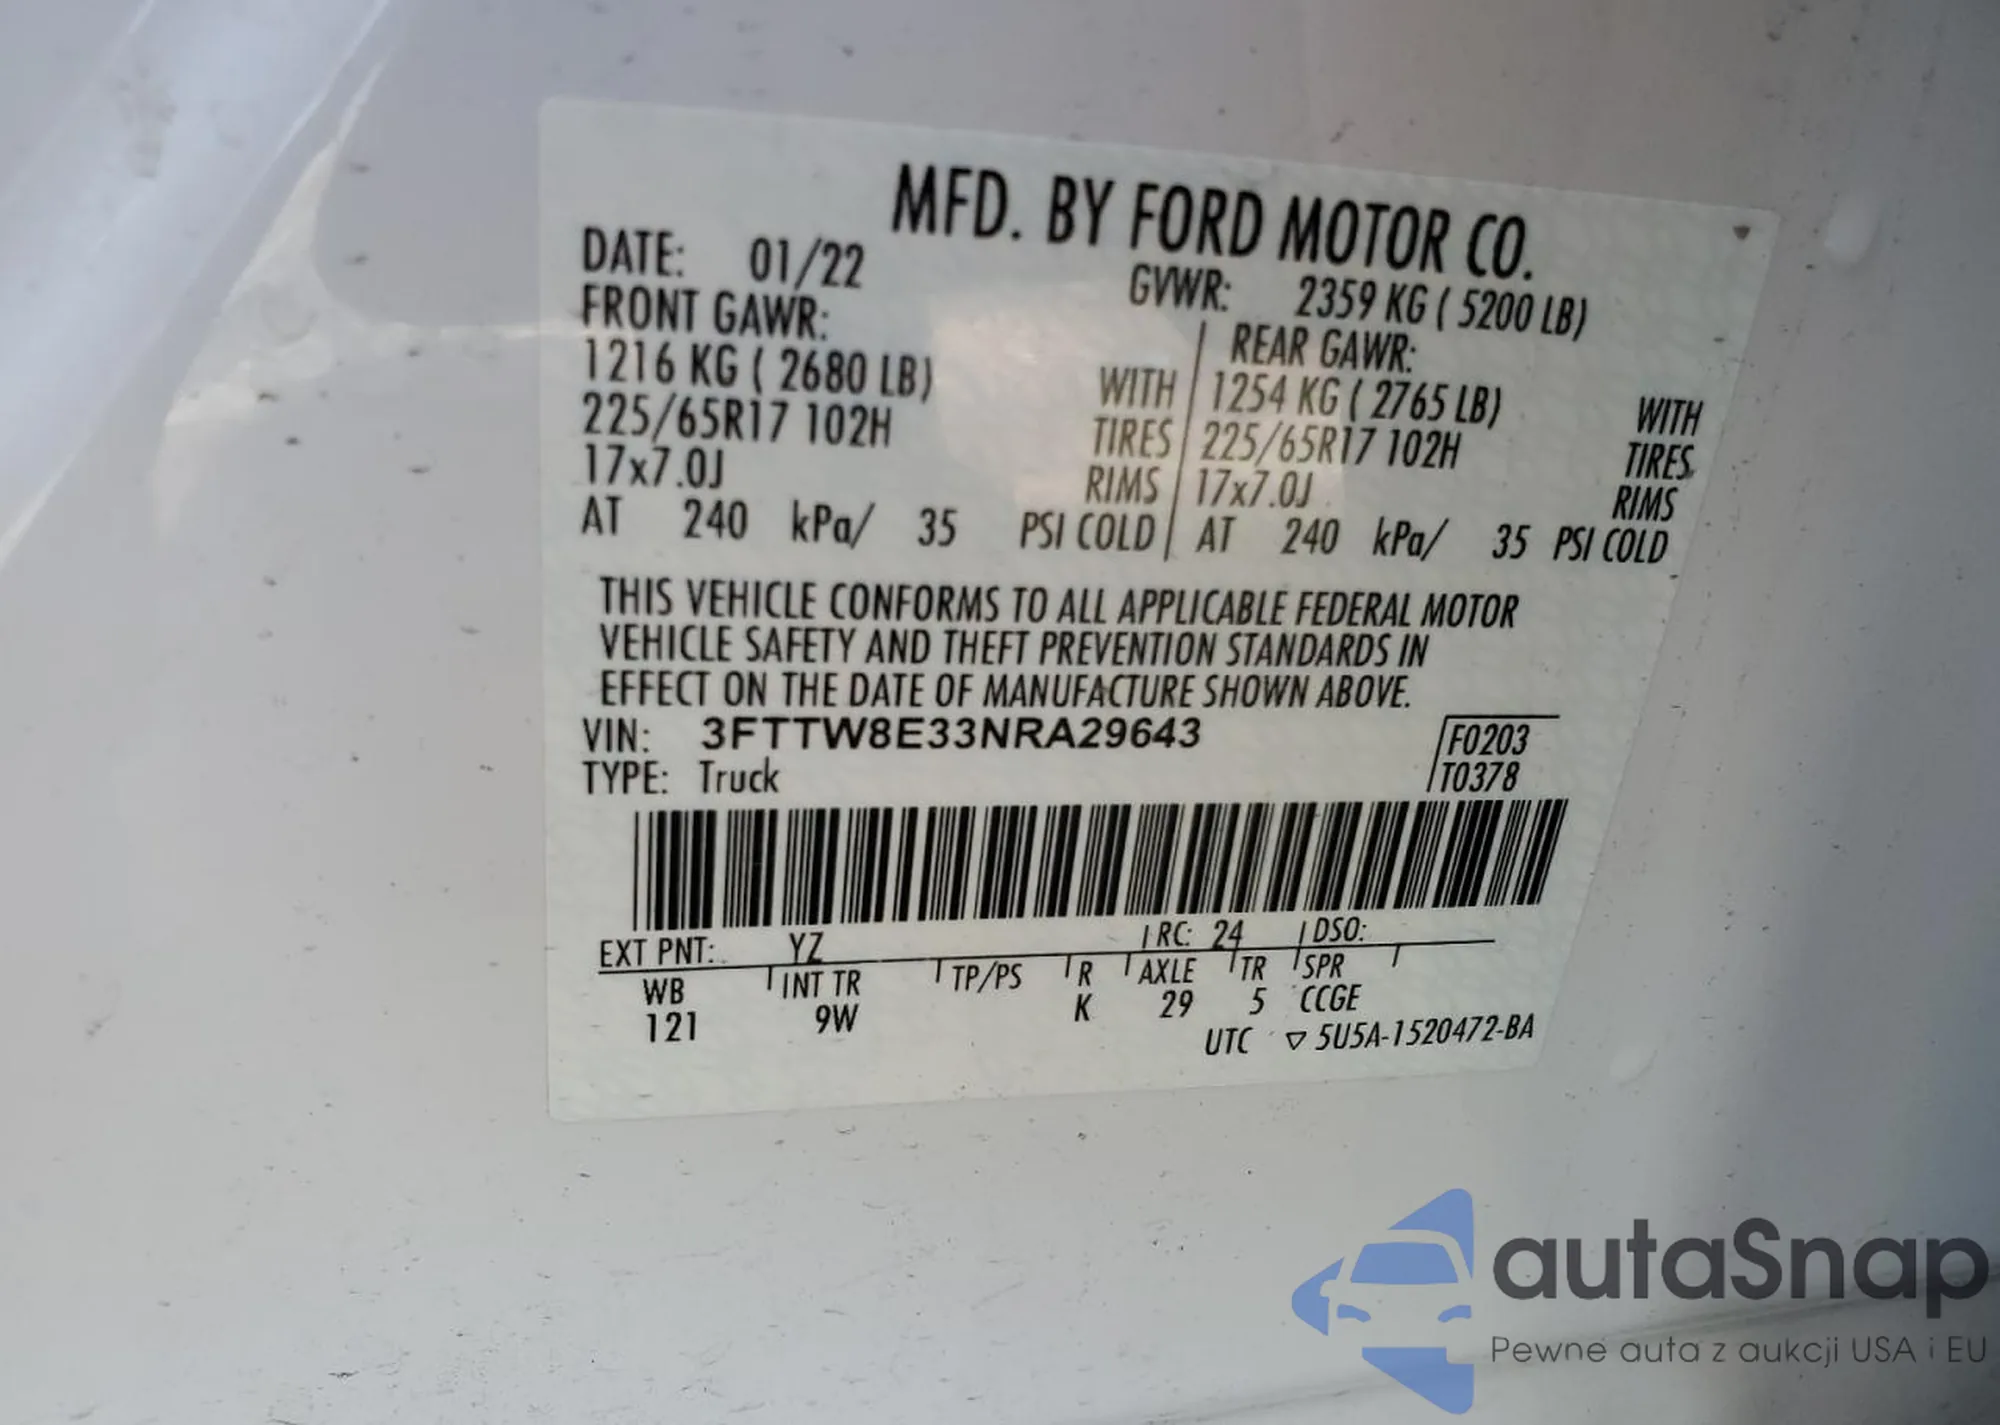 MFD. BY FORD MOTOR CO.
DATE: 01/22 GVWR: 2359 KG ( 5200 LB)
FRONT GAWR: REAR GAWR:
1216 KG ( 2680 LB) WITH 1254 KG ( 2765 LB) WITH
225/65R17 102H TIRES 225/65R17 102H TIRES
17x7.0J RIMS 17x7.0J RIMS
AT 240 kPa/ 35 PSI COLD AT 240 kPa/ 35 PSI COLD
THIS VEHICLE CONFORMS TO ALL APPLICABLE FEDERAL MOTOR
VEHICLE SAFETY AND THEFT PREVENTION STANDARDS IN
EFFECT ON THE DATE OF MANUFACTURE SHOWN ABOVE.
VIN: 3FTTW8E33NRA29643 F0203
TYPE: Truck T0378
EXT PNT: YZ RC: 24 DSO:
WB INT TR TP/PS R AXLE TR SPR
121 9W K 29 5 CCGE
UTC ▽ 5U5A-1520472-BA
autaSnap
Pewne auta z aukcji USA i EU